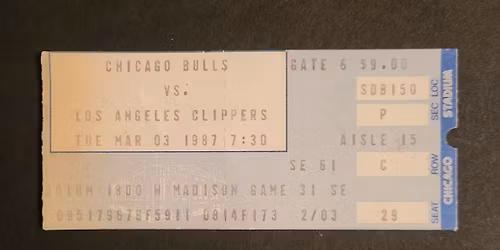 CHICAGO BULLS GATE 6 $9.00
VS. SDB150
LOS ANGELES CLIPPERS P
TUE MAR 03 1987 7:30 AISLE 15
SE 61 C
1800 W MADISON GAME 31 SE
2/03 29
SEC LOC
ROW
SEAT
CHICAGO STADIUM